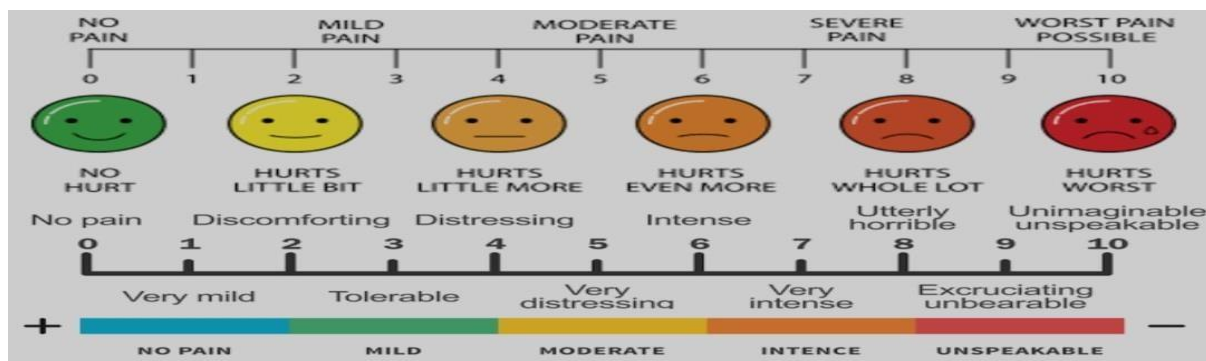 NO PAIN MILD PAIN MODERATE PAIN SEVERE PAIN WORST PAIN POSSIBLE
0 1 2 3 4 5 6 7 8 9 10
NO HURT HURTS LITTLE BIT HURTS LITTLE MORE HURTS EVEN MORE HURTS WHOLE LOT HURTS WORST
No pain Discomforting Distressing Intense Utterly horrible Unimaginable unspeakable
0 1 2 3 4 5 6 7 8 9 10
Very mild Tolerable Very distressing Very intense Excruciating unbearable
+ −
NO PAIN MILD MODERATE INTENCE UNSPEAKABLE